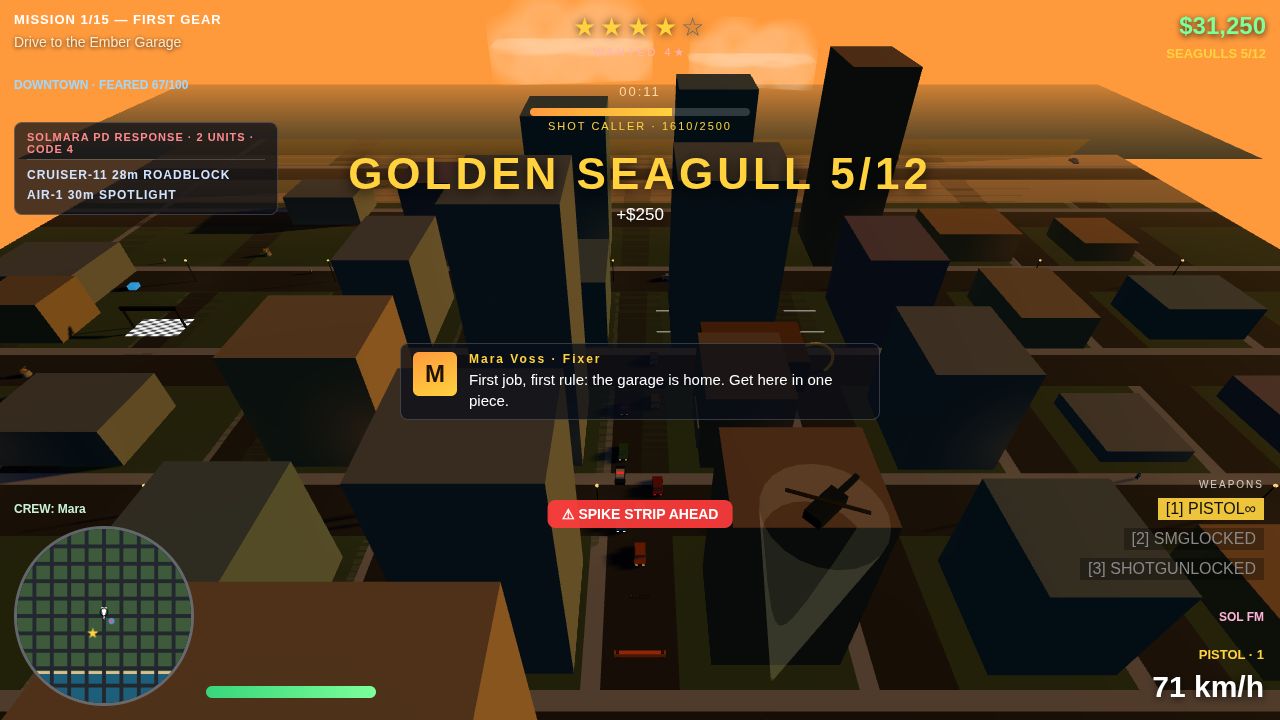 MISSION 1/15 — FIRST GEAR
Drive to the Ember Garage
DOWNTOWN · FEARED 67/100
SOLMARA PD RESPONSE · 2 UNITS ·
CODE 4
CRUISER-11 28m ROADBLOCK
AIR-1 30m SPOTLIGHT
★★★★☆
WANTED 4★
00:11
SHOT CALLER · 1610/2500
GOLDEN SEAGULL 5/12
+$250
$31,250
SEAGULLS 5/12
M
Mara Voss · Fixer
First job, first rule: the garage is home. Get here in one
piece.
⚠ SPIKE STRIP AHEAD
CREW: Mara
WEAPONS
[1] PISTOL∞
[2] SMGLOCKED
[3] SHOTGUNLOCKED
SOL FM
PISTOL · 1
71 km/h